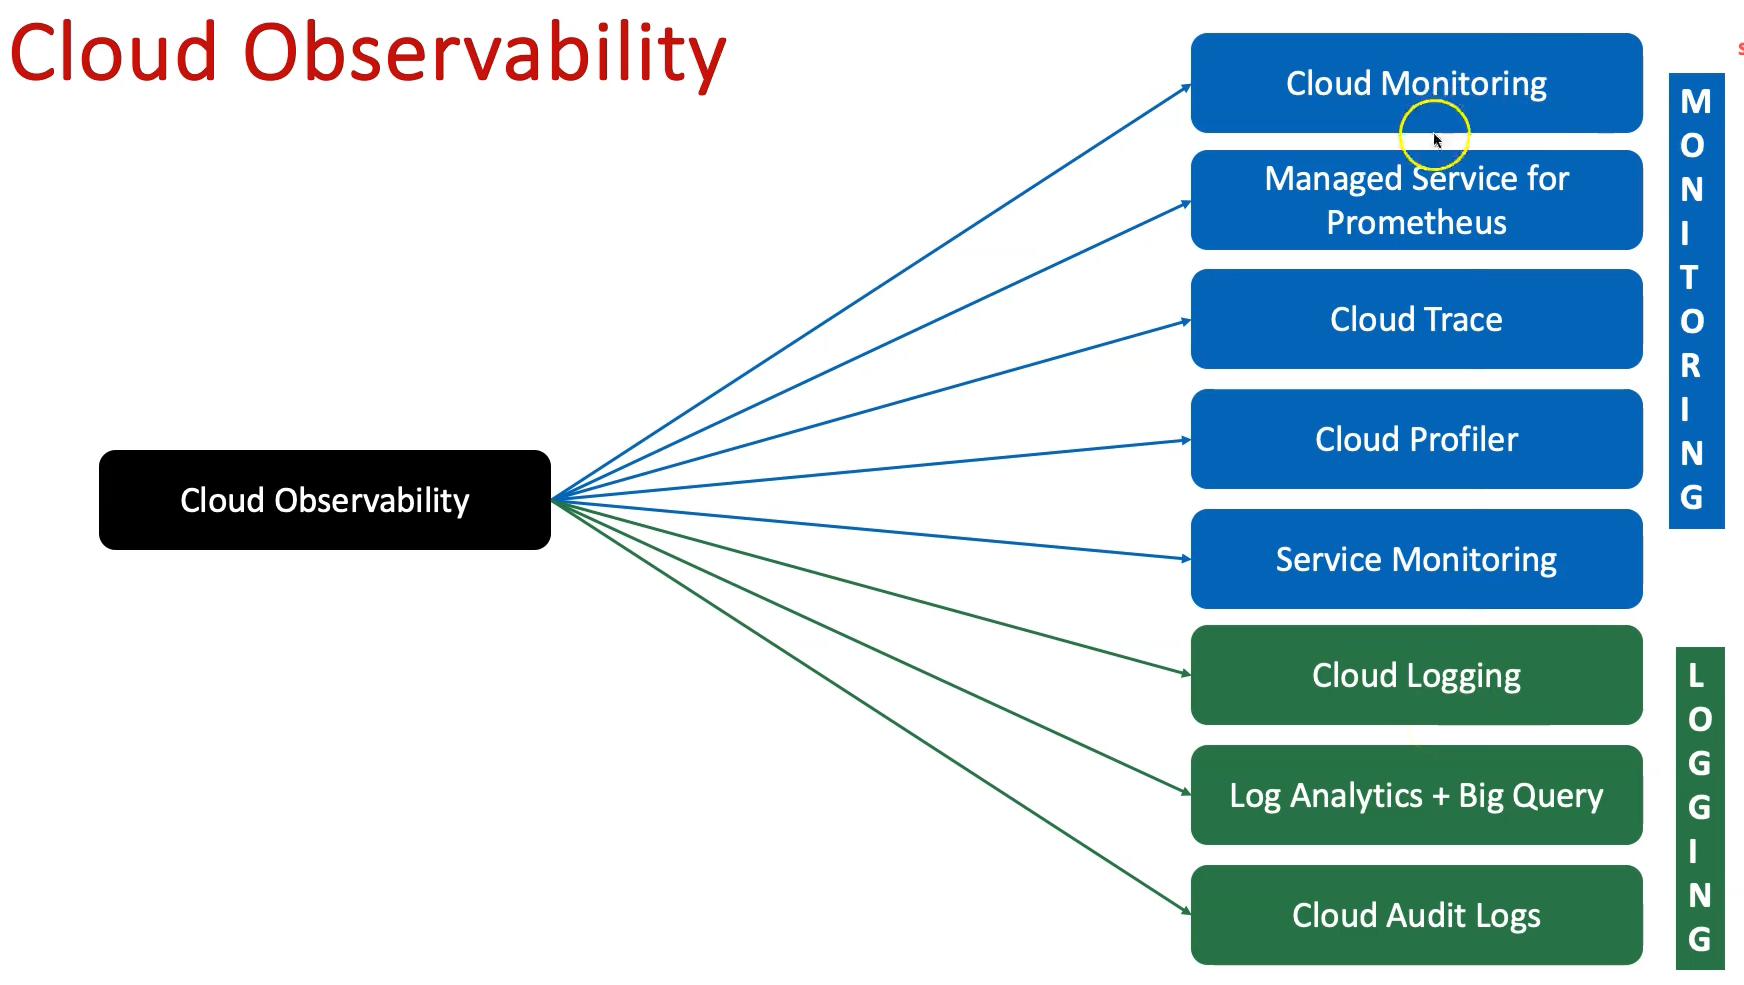 Cloud Observability
Cloud Observability
Cloud Monitoring
Managed Service for
Prometheus
Cloud Trace
Cloud Profiler
Service Monitoring
Cloud Logging
Log Analytics + Big Query
Cloud Audit Logs
MONITORING
LOGGING